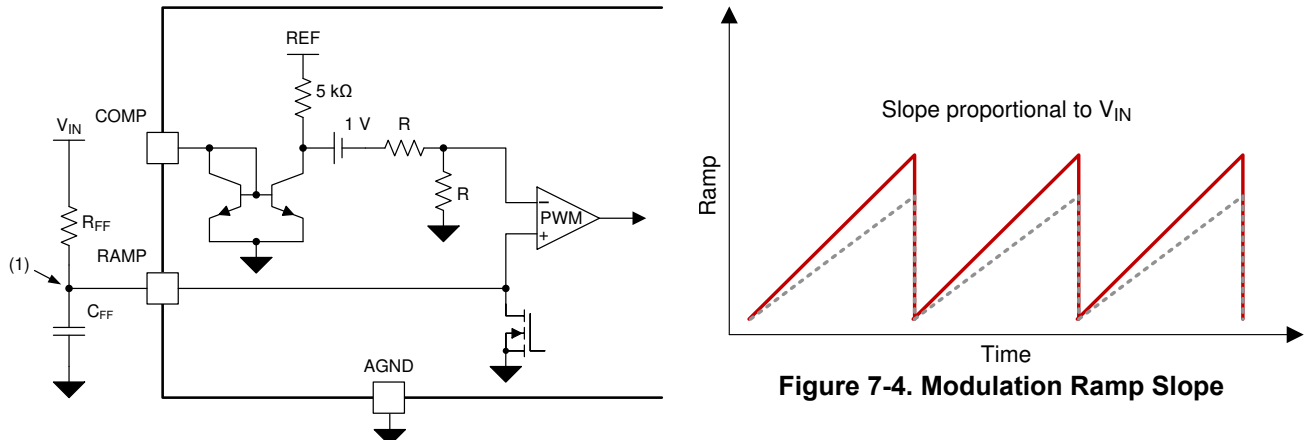 REF
5 kΩ
COMP
1 V
R
VIN
R
PWM
−
+
RFF
RAMP
(1)
CFF
AGND
Slope proportional to VIN
Ramp
Time
Figure 7-4. Modulation Ramp Slope